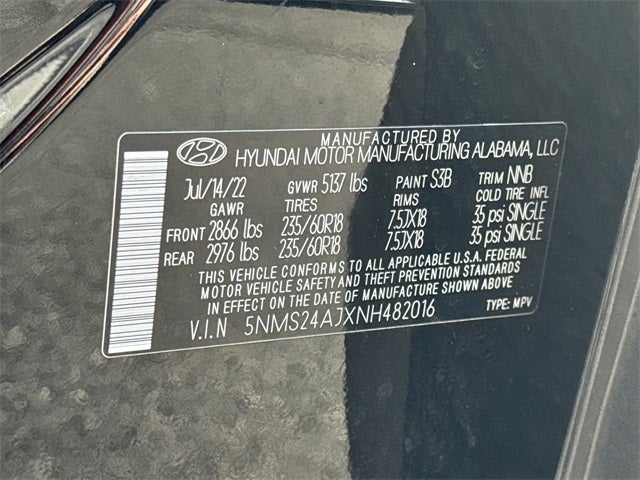 MANUFACTURED BY
HYUNDAI MOTOR MANUFACTURING ALABAMA, LLC
Jul/14/22 GVWR 5137 lbs PAINT S3B TRIM NNB
GAWR TIRES RIMS COLD TIRE INFL
FRONT 2866 lbs 235/60R18 7.5JX18 35 psi SINGLE
REAR 2976 lbs 235/60R18 7.5JX18 35 psi SINGLE
THIS VEHICLE CONFORMS TO ALL APPLICABLE U.S.A. FEDERAL
MOTOR VEHICLE SAFETY AND THEFT PREVENTION STANDARDS
IN EFFECT ON THE DATE OF MANUFACTURE SHOWN ABOVE.
V.I.N 5NMS24AJXNH482016 TYPE: MPV